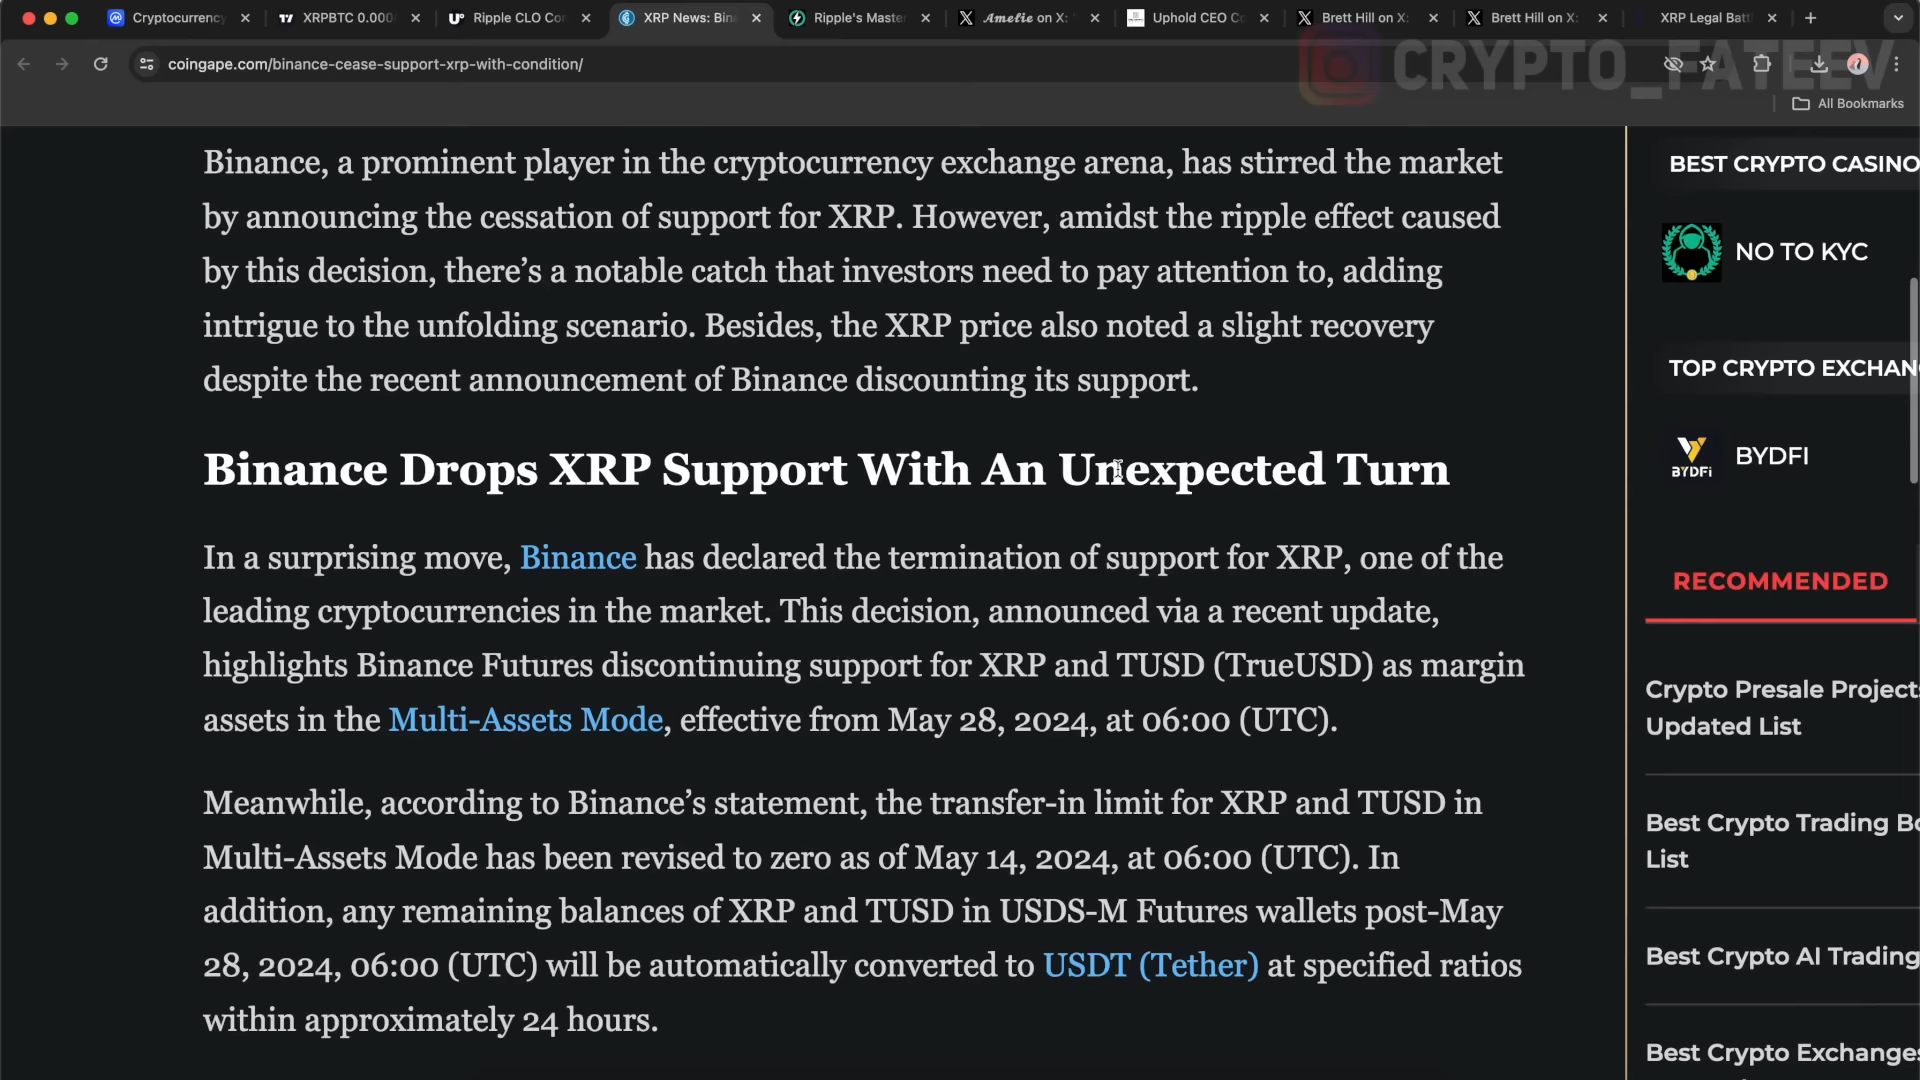 Cryptocurrency
XRPBTC 0.000
Ripple CLO Co
XRP News: Bin
Ripple's Master
Amelie on X:
Uphold CEO C
Brett Hill on X:
Brett Hill on X:
XRP Legal Batt
coingape.com/binance-cease-support-xrp-with-condition/
CRYPTO_FATEEV
All Bookmarks
Binance, a prominent player in the cryptocurrency exchange arena, has stirred the market
by announcing the cessation of support for XRP. However, amidst the ripple effect caused
by this decision, there’s a notable catch that investors need to pay attention to, adding
intrigue to the unfolding scenario. Besides, the XRP price also noted a slight recovery
despite the recent announcement of Binance discounting its support.
Binance Drops XRP Support With An Unexpected Turn
In a surprising move, Binance has declared the termination of support for XRP, one of the
leading cryptocurrencies in the market. This decision, announced via a recent update,
highlights Binance Futures discontinuing support for XRP and TUSD (TrueUSD) as margin
assets in the Multi-Assets Mode, effective from May 28, 2024, at 06:00 (UTC).
Meanwhile, according to Binance’s statement, the transfer-in limit for XRP and TUSD in
Multi-Assets Mode has been revised to zero as of May 14, 2024, at 06:00 (UTC). In
addition, any remaining balances of XRP and TUSD in USDS-M Futures wallets post-May
28, 2024, 06:00 (UTC) will be automatically converted to USDT (Tether) at specified ratios
within approximately 24 hours.
BEST CRYPTO CASINO
NO TO KYC
TOP CRYPTO EXCHAN
BYDFi
BYDFI
RECOMMENDED
Crypto Presale Projects
Updated List
Best Crypto Trading Bo
List
Best Crypto AI Trading
Best Crypto Exchanges